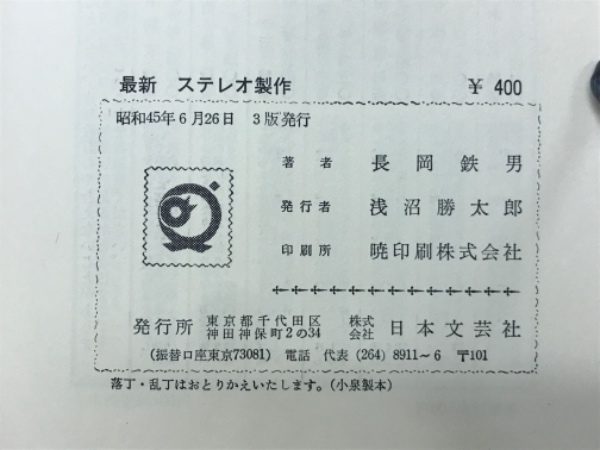 最新 ステレオ製作 ￥ 400
昭和45年6月26日 3版発行
著者 長岡鉄男
発行者 浅沼勝太郎
印刷所 暁印刷株式会社
発行所 東京都千代田区神田神保町2の34 株式会社 日本文芸社
(振替口座東京73081) 電話 代表 (264) 8911～6 〒101
落丁・乱丁はおとりかえいたします。(小泉製本)